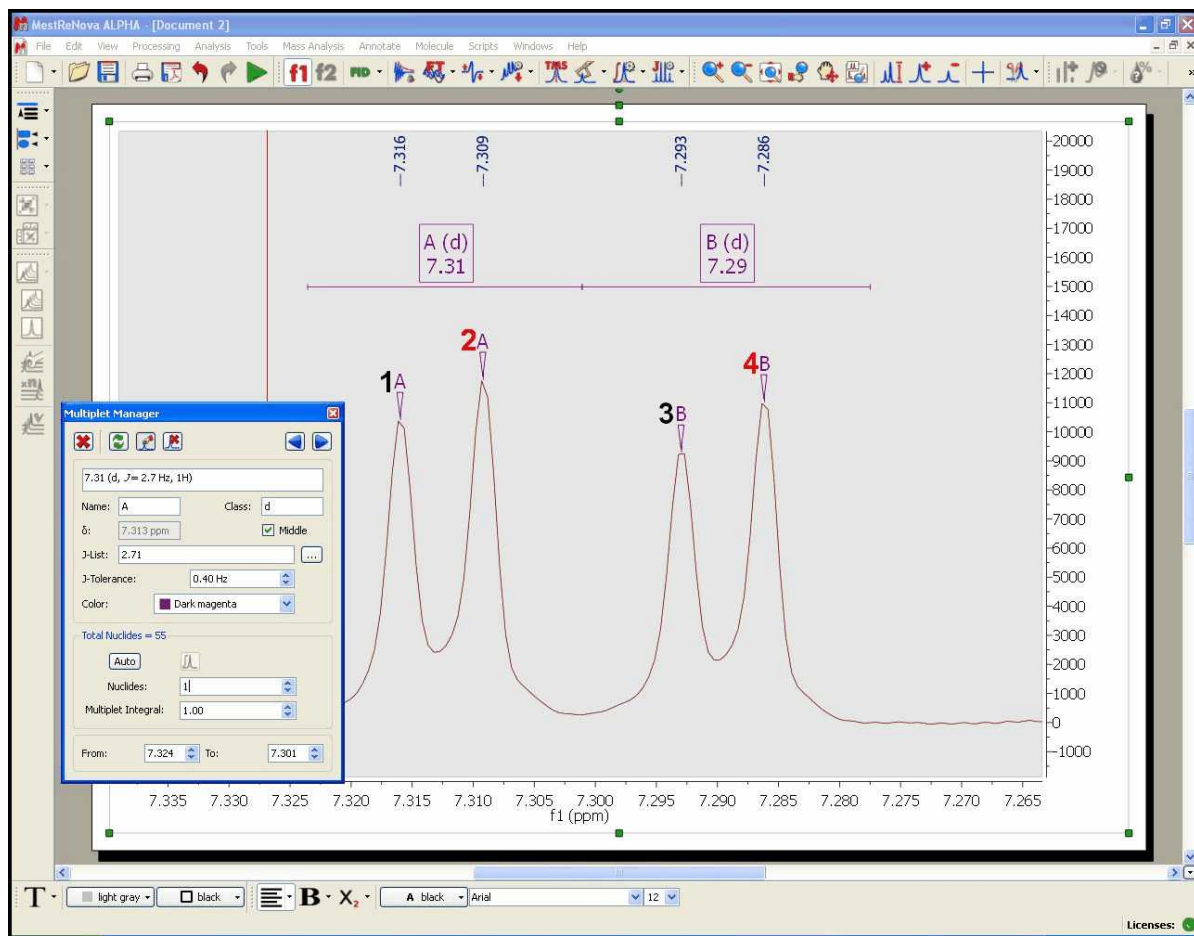 MestReNova ALPHA - [Document 2]
File Edit View Processing Analysis Tools Mass Analysis Annotate Molecule Scripts Windows Help
f1 f2 FID TMS
7.316 7.309 7.293 7.286
A (d)
7.31
B (d)
7.29
1A 2A 3B 4B
20000
19000
18000
17000
16000
15000
14000
13000
12000
11000
10000
9000
8000
7000
6000
5000
4000
3000
2000
1000
0
-1000
Multiplet Manager
7.31 (d, J= 2.7 Hz, 1H)
Name: A Class: d
δ: 7.313 ppm Middle
J-List: 2.71 ...
J-Tolerance: 0.40 Hz
Color: Dark magenta
Total Nuclides = 55
Auto
Nuclides: 1
Multiplet Integral: 1.00
From: 7.324 To: 7.301
7.335 7.330 7.325 7.320 7.315 7.310 7.305 7.300 7.295 7.290 7.285 7.280 7.275 7.270 7.265
f1 (ppm)
T light gray black B X₂ A black Arial 12
Licenses: